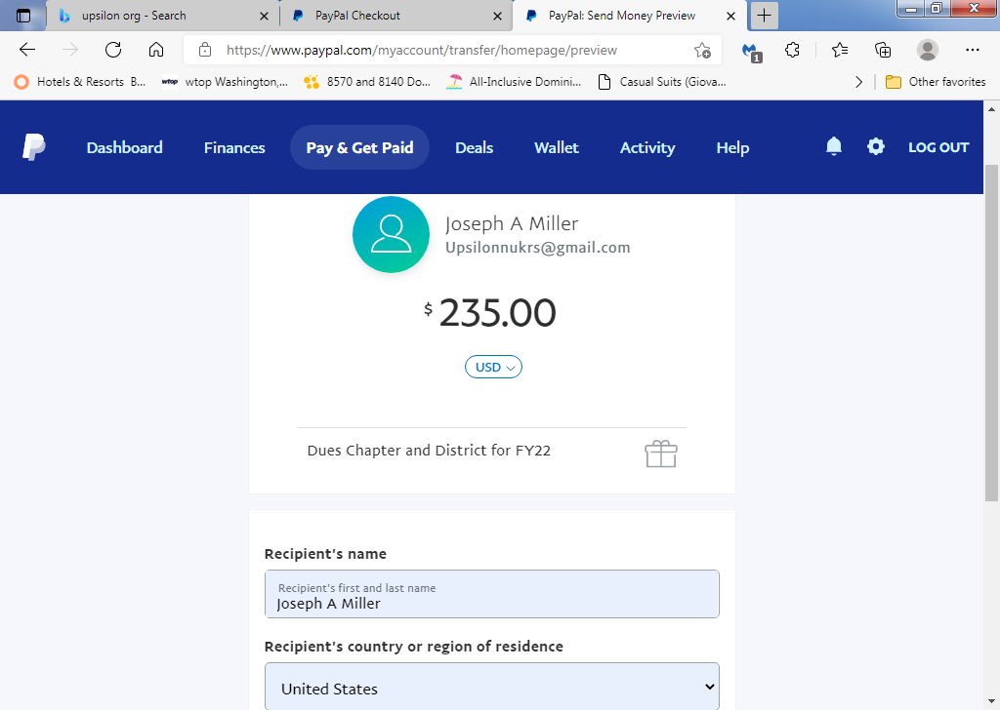 upsilon org - Search
PayPal Checkout
PayPal: Send Money Preview
https://www.paypal.com/myaccount/transfer/homepage/preview
1
Hotels & Resorts B...
wtop wtop Washington,...
8570 and 8140 Do...
All-Inclusive Domini...
Casual Suits (Giova...
Other favorites
Dashboard
Finances
Pay & Get Paid
Deals
Wallet
Activity
Help
LOG OUT
Joseph A Miller
Upsilonnukrs@gmail.com
$ 235.00
USD
Dues Chapter and District for FY22
Recipient's name
Recipient's first and last name
Joseph A Miller
Recipient's country or region of residence
United States